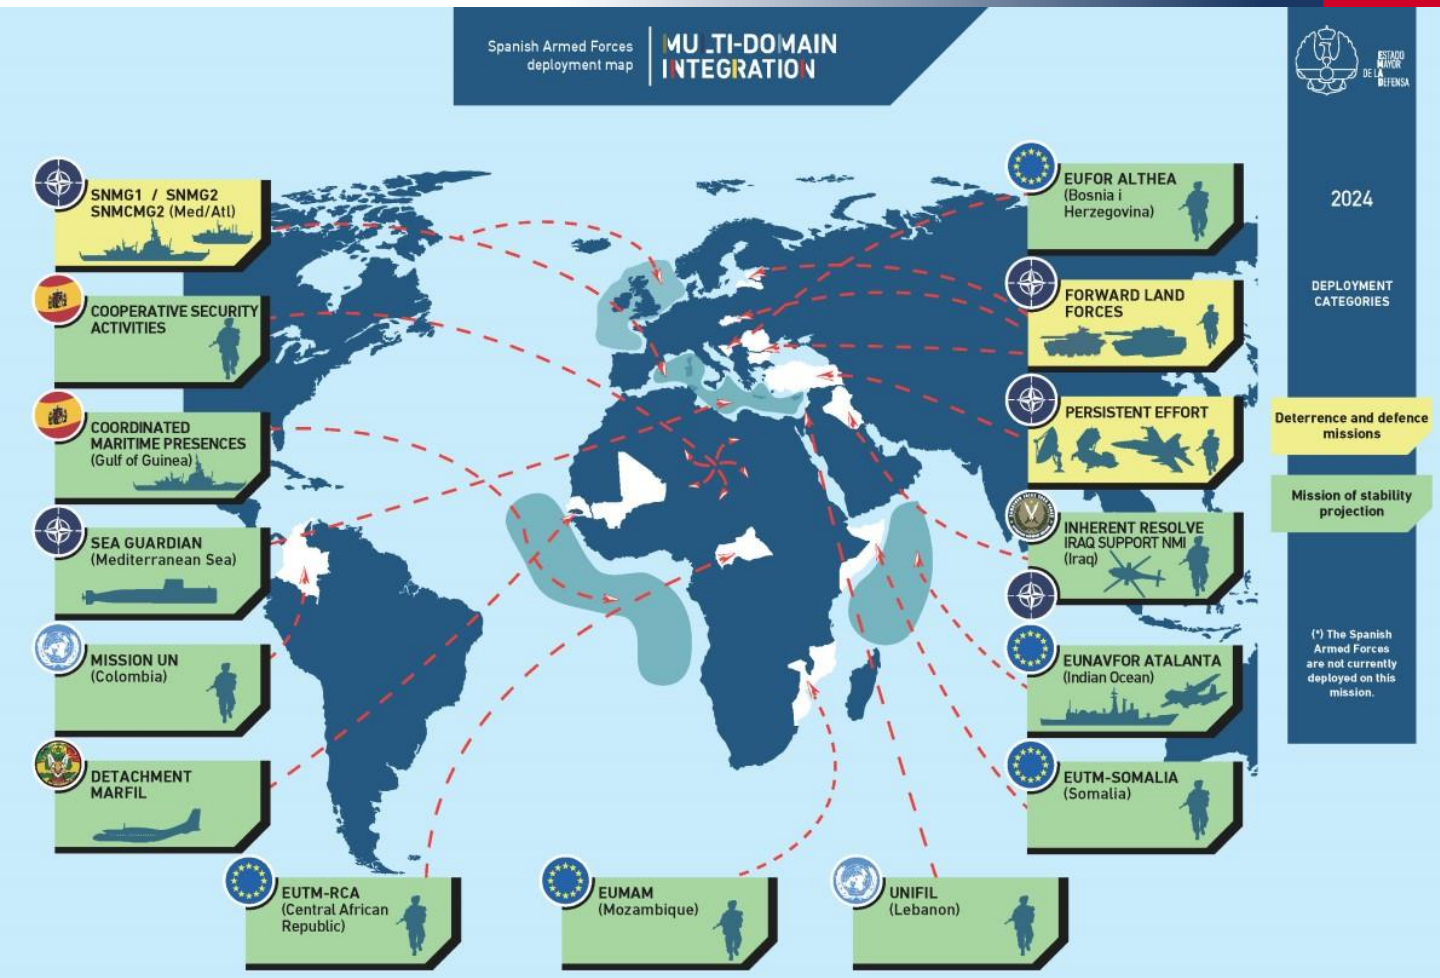 Spanish Armed Forces
deployment map
MULTI-DOMAIN
INTEGRATION
ESTADO
MAYOR
DE LA
DEFENSA
2024
DEPLOYMENT
CATEGORIES
Deterrence and defence
missions
Mission of stability
projection
(*) The Spanish
Armed Forces
are not currently
deployed on this
mission.
SNMG1 / SNMG2
SNMCMG2 (Med/Atl)
COOPERATIVE SECURITY
ACTIVITIES
COORDINATED
MARITIME PRESENCES
(Gulf of Guinea)
SEA GUARDIAN
(Mediterranean Sea)
MISSION UN
(Colombia)
DETACHMENT
MARFIL
EUTM-RCA
(Central African
Republic)
EUMAM
(Mozambique)
UNIFIL
(Lebanon)
EUFOR ALTHEA
(Bosnia i
Herzegovina)
FORWARD LAND
FORCES
PERSISTENT EFFORT
INHERENT RESOLVE
IRAQ SUPPORT NMI
(Iraq)
EUNAVFOR ATALANTA
(Indian Ocean)
EUTM-SOMALIA
(Somalia)